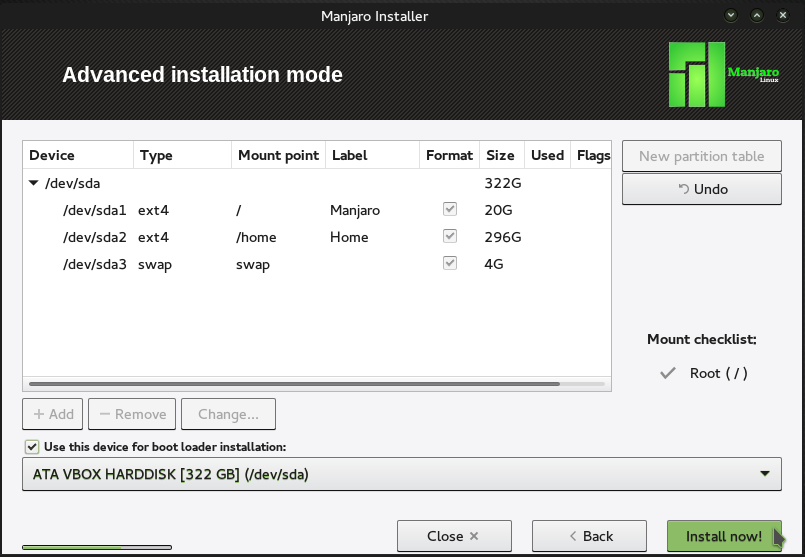 Manjaro Installer
Advanced installation mode
Manjaro
Linux
Device Type Mount point Label Format Size Used Flags
/dev/sda 322G
/dev/sda1 ext4 / Manjaro 20G
/dev/sda2 ext4 /home Home 296G
/dev/sda3 swap swap 4G
New partition table
Undo
Mount checklist:
Root ( / )
Add Remove Change...
Use this device for boot loader installation:
ATA VBOX HARDDISK [322 GB] (/dev/sda)
Close Back Install now!